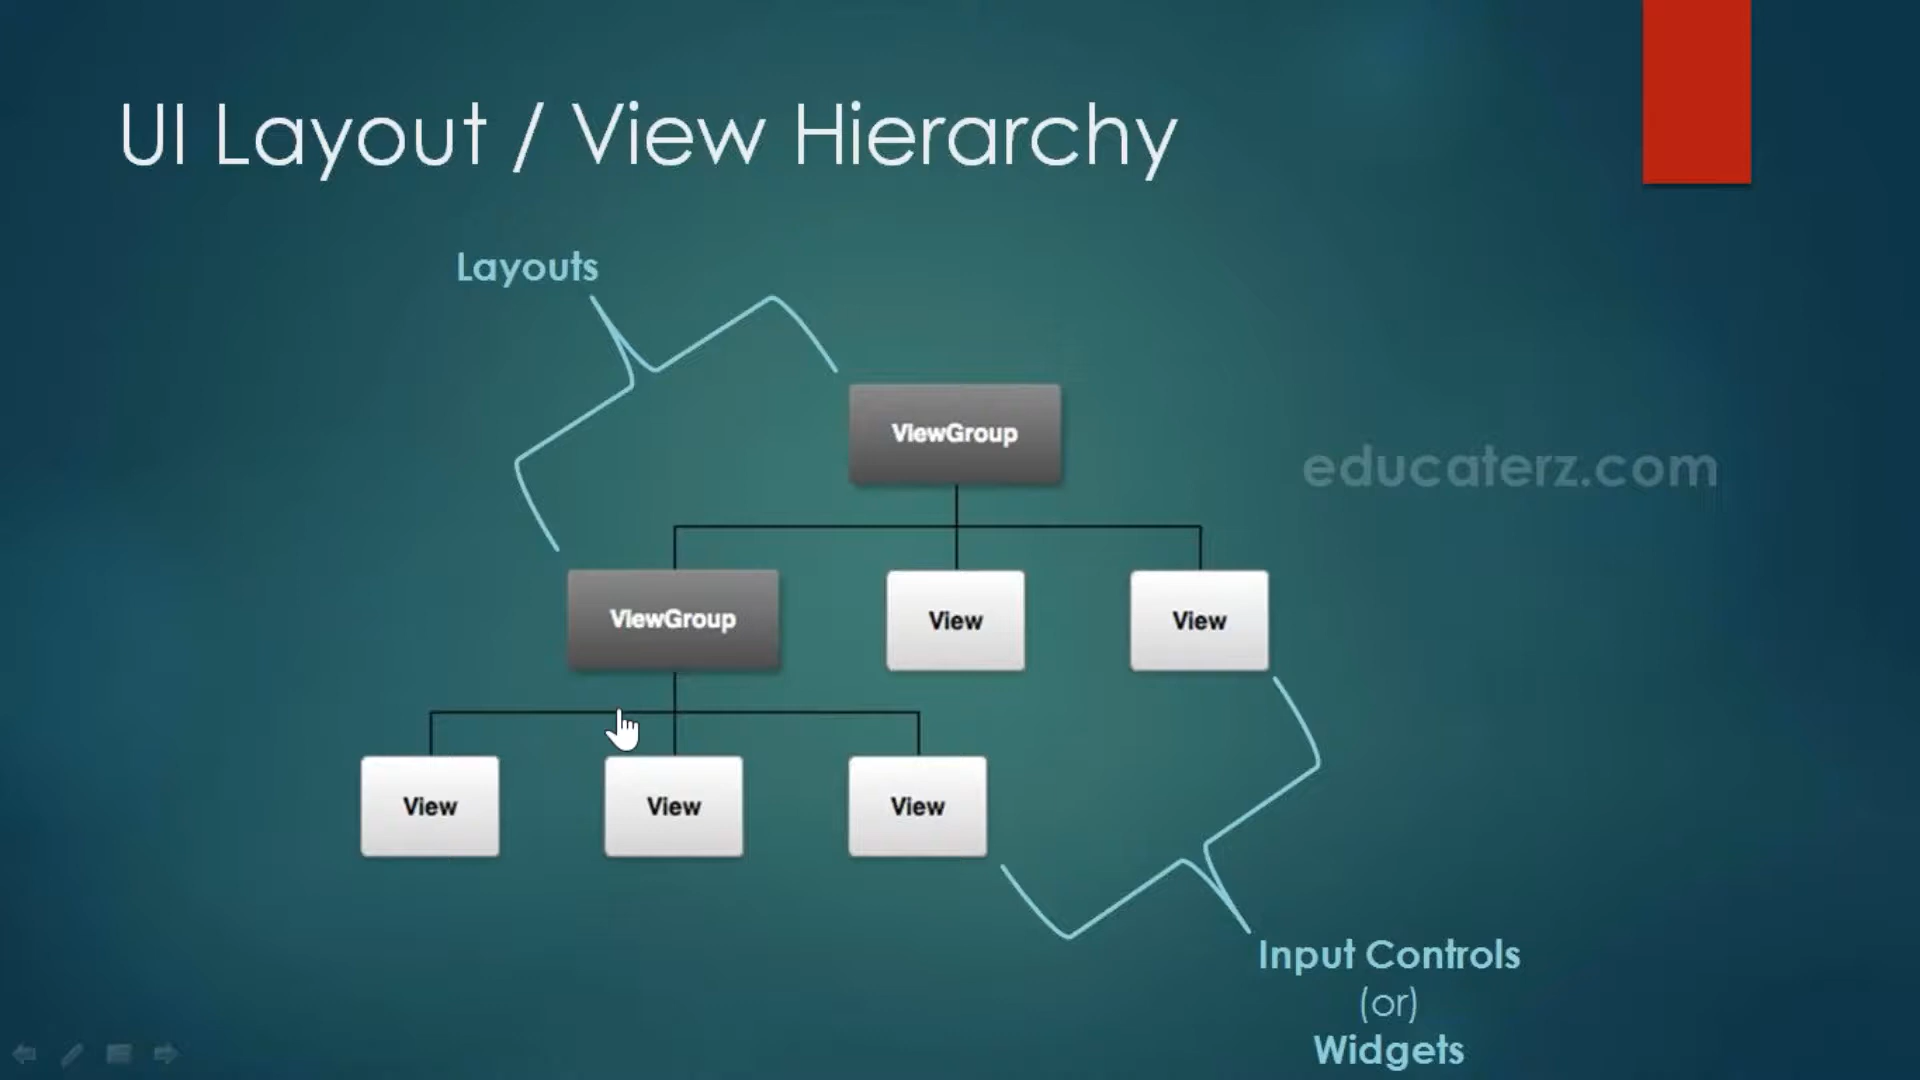 UI Layout / View Hierarchy
Layouts
ViewGroup
educaterz.com
ViewGroup
View
View
View
View
View
Input Controls
(or)
Widgets